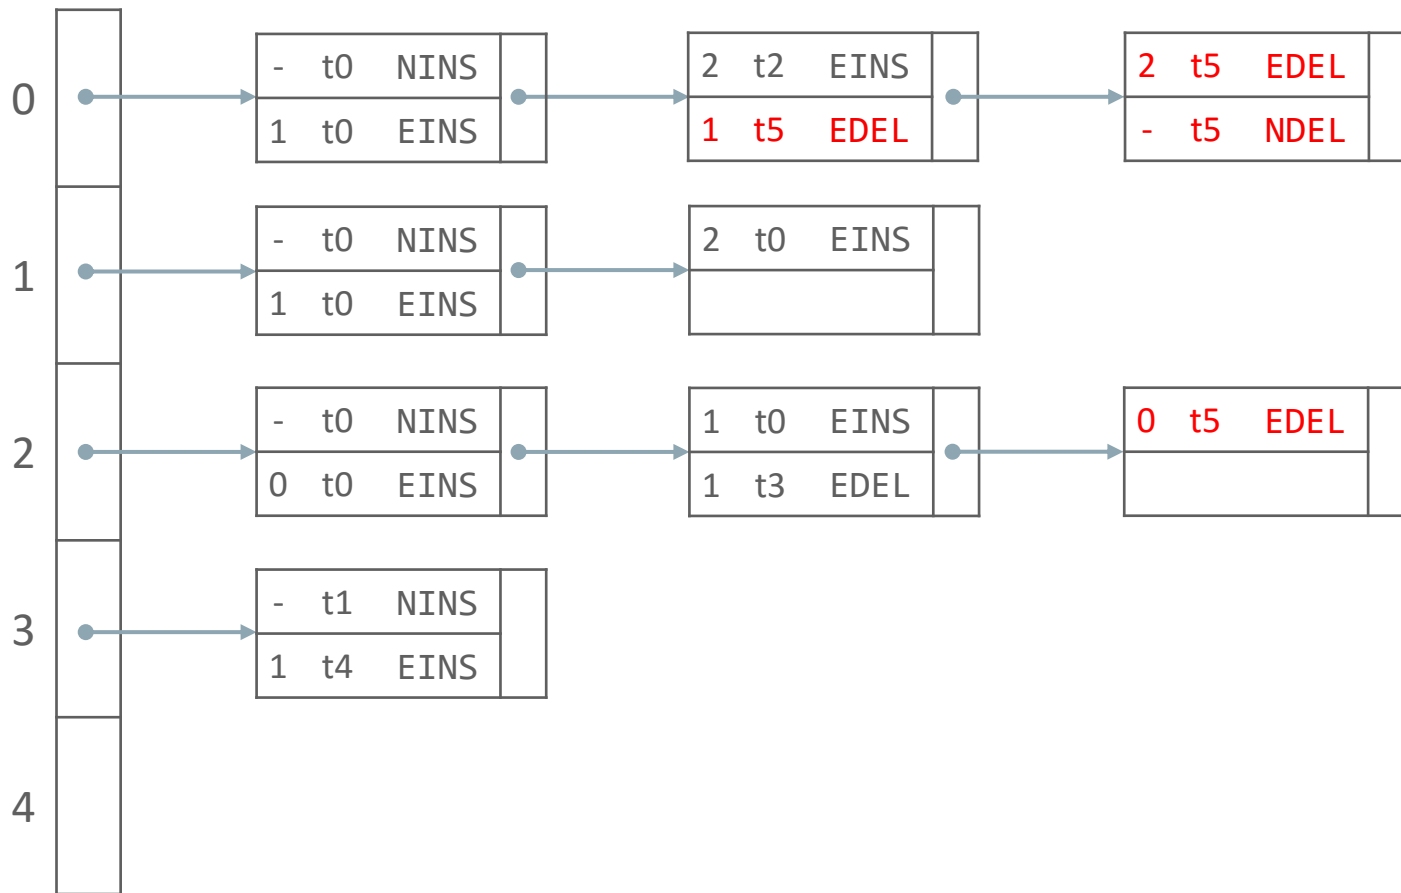 - t0 NINS 2 t2 EINS 2 t5 EDEL
0
1 t0 EINS 1 t5 EDEL - t5 NDEL
- t0 NINS 2 t0 EINS
1
1 t0 EINS
- t0 NINS 1 t0 EINS 0 t5 EDEL
2
0 t0 EINS 1 t3 EDEL
- t1 NINS
3
1 t4 EINS
4